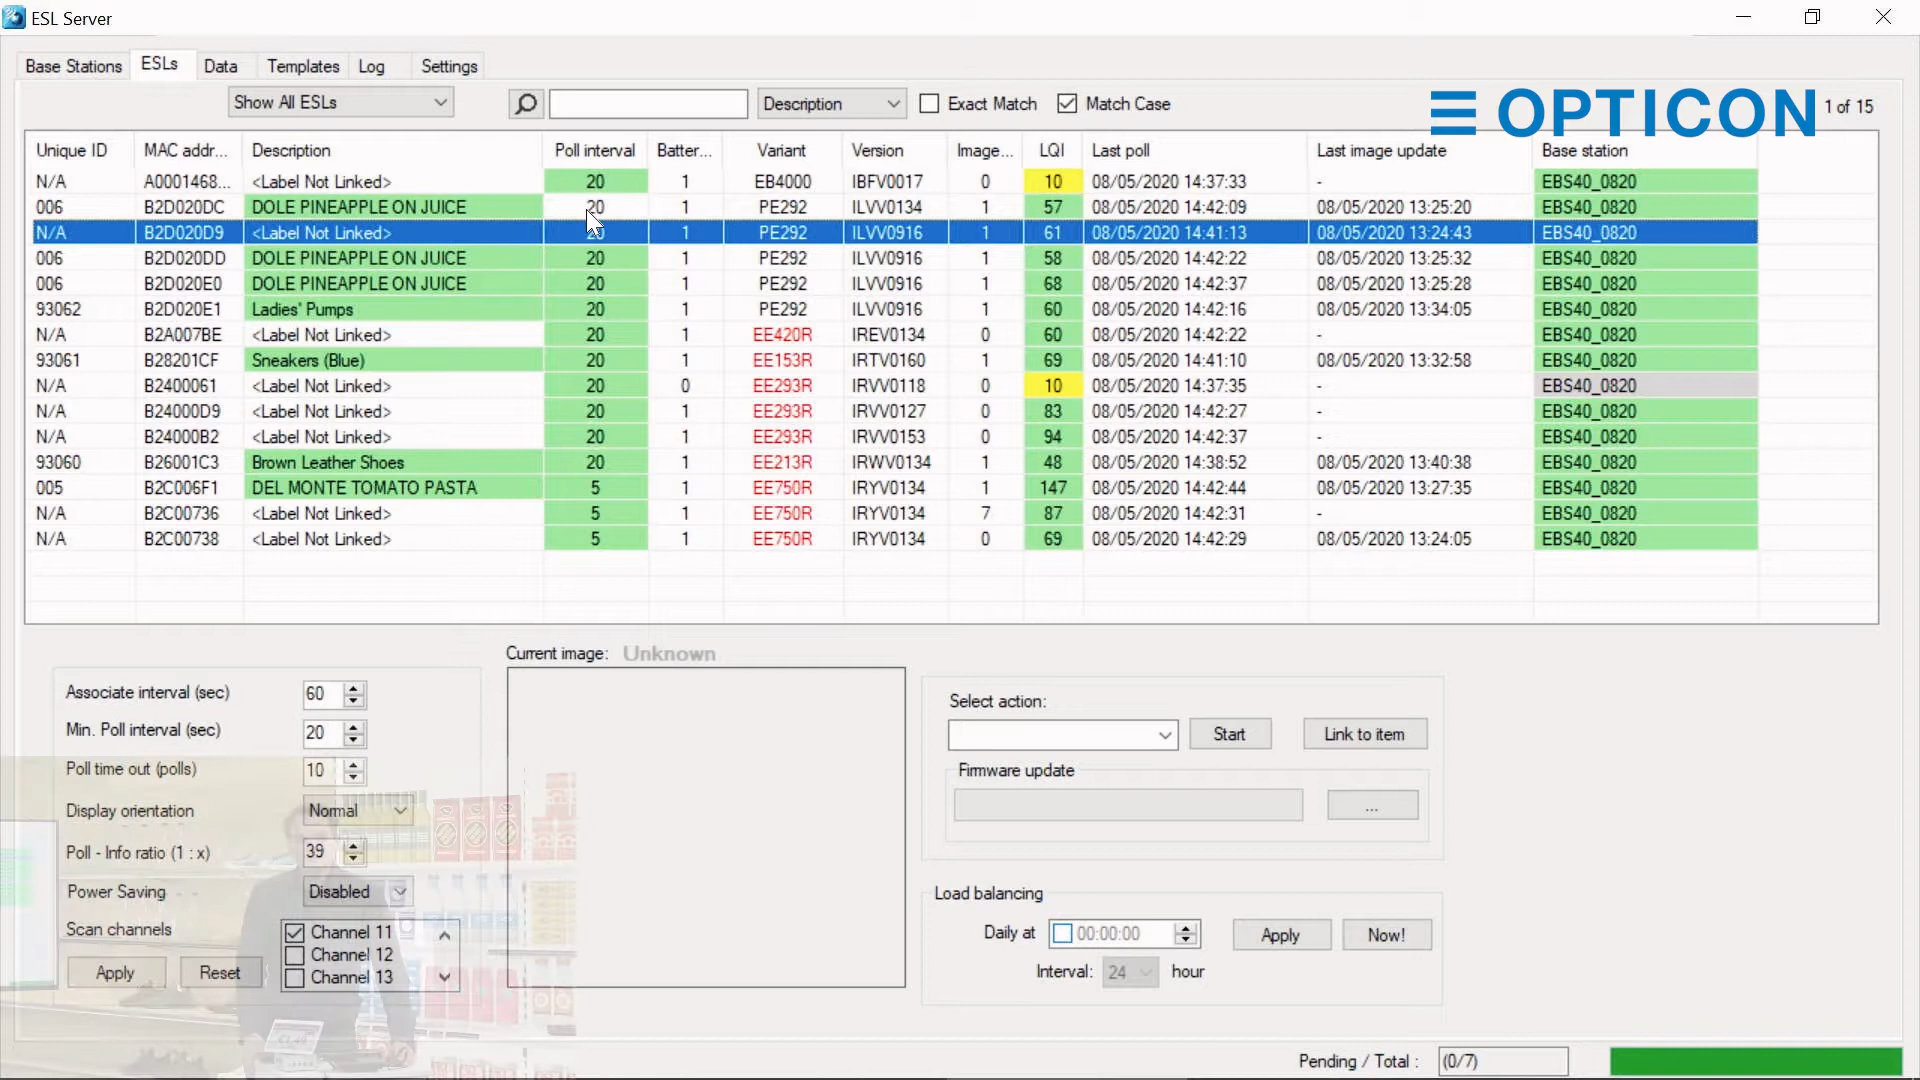 ESL Server
Base Stations ESLs Data Templates Log Settings
Show All ESLs Description Exact Match Match Case OPTICON 1 of 15
Unique ID MAC addr... Description Poll interval Batter... Variant Version Image... LQI Last poll Last image update Base station
N/A A0001468... <Label Not Linked> 20 1 EB4000 IBFV0017 0 10 08/05/2020 14:37:33 - EBS40_0820
006 B2D020DC DOLE PINEAPPLE ON JUICE 20 1 PE292 ILVV0134 1 57 08/05/2020 14:42:09 08/05/2020 13:25:20 EBS40_0820
N/A B2D020D9 <Label Not Linked> 20 1 PE292 ILVV0916 1 61 08/05/2020 14:41:13 08/05/2020 13:24:43 EBS40_0820
006 B2D020DD DOLE PINEAPPLE ON JUICE 20 1 PE292 ILVV0916 1 58 08/05/2020 14:42:22 08/05/2020 13:25:32 EBS40_0820
006 B2D020E0 DOLE PINEAPPLE ON JUICE 20 1 PE292 ILVV0916 1 68 08/05/2020 14:42:37 08/05/2020 13:25:28 EBS40_0820
93062 B2D020E1 Ladies' Pumps 20 1 PE292 ILVV0916 1 60 08/05/2020 14:42:16 08/05/2020 13:34:05 EBS40_0820
N/A B2A007BE <Label Not Linked> 20 1 EE420R IREV0134 0 60 08/05/2020 14:42:22 - EBS40_0820
93061 B28201CF Sneakers (Blue) 20 1 EE153R IRTV0160 1 69 08/05/2020 14:41:10 08/05/2020 13:32:58 EBS40_0820
N/A B2400061 <Label Not Linked> 20 0 EE293R IRVV0118 0 10 08/05/2020 14:37:35 - EBS40_0820
N/A B24000D9 <Label Not Linked> 20 1 EE293R IRVV0127 0 83 08/05/2020 14:42:27 - EBS40_0820
N/A B24000B2 <Label Not Linked> 20 1 EE293R IRVV0153 0 94 08/05/2020 14:42:37 - EBS40_0820
93060 B26001C3 Brown Leather Shoes 20 1 EE213R IRWV0134 1 48 08/05/2020 14:38:52 08/05/2020 13:40:38 EBS40_0820
005 B2C006F1 DEL MONTE TOMATO PASTA 5 1 EE750R IRYV0134 1 147 08/05/2020 14:42:44 08/05/2020 13:27:35 EBS40_0820
N/A B2C00736 <Label Not Linked> 5 1 EE750R IRYV0134 7 87 08/05/2020 14:42:31 - EBS40_0820
N/A B2C00738 <Label Not Linked> 5 1 EE750R IRYV0134 0 69 08/05/2020 14:42:29 08/05/2020 13:24:05 EBS40_0820
Current image: Unknown
Associate interval (sec) 60
Min. Poll interval (sec) 20
Poll time out (polls) 10
Display orientation Normal
Poll - Info ratio (1 : x) 39
Power Saving Disabled
Scan channels Channel 11
Channel 12
Channel 13
Apply Reset
Select action:
Start Link to item
Firmware update
...
Load balancing
Daily at 00:00:00 Apply Now!
Interval: 24 hour
Pending / Total : (0/7)